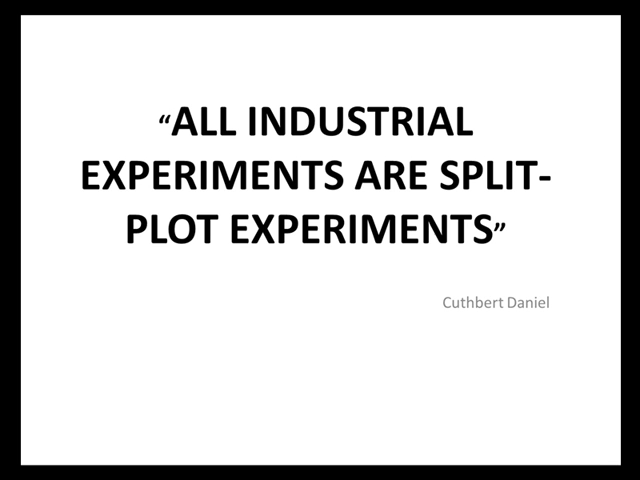 “ALL INDUSTRIAL
EXPERIMENTS ARE SPLIT-
PLOT EXPERIMENTS”
Cuthbert Daniel